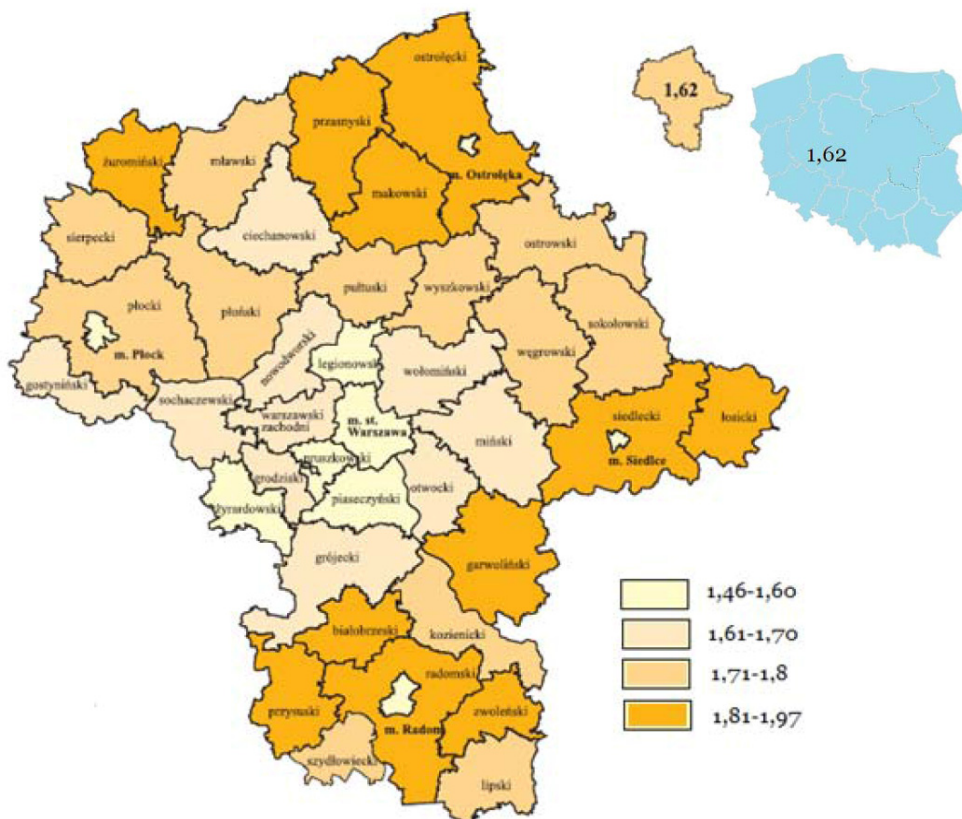 ostrołęcki
1,62
1,62
przasnyski
mławski
żuromiński
m. Ostrołęka
makowski
ciechanowski
sierpecki
ostrowski
pułtuski
wyszkowski
płocki
płoński
sokołowski
nowodworski
węgrowski
m. Płock
legionowsk
wołomiński
gostyniński
sochaczewski
siedlecki
łosicki
warszawski
zachodni
m. st.
Warszawa
miński
m. Siedlce
pruszkowski
grodziski
otwocki
piaseczyński
żyrardowski
grójecki
garwoliński
1,46-1,60
białobrzeski
kozienicki
1,61-1,70
radomski
1,71-1,8
przysuski
zwoleński
m. Radom
1,81-1,97
szydłowiecki
lipski